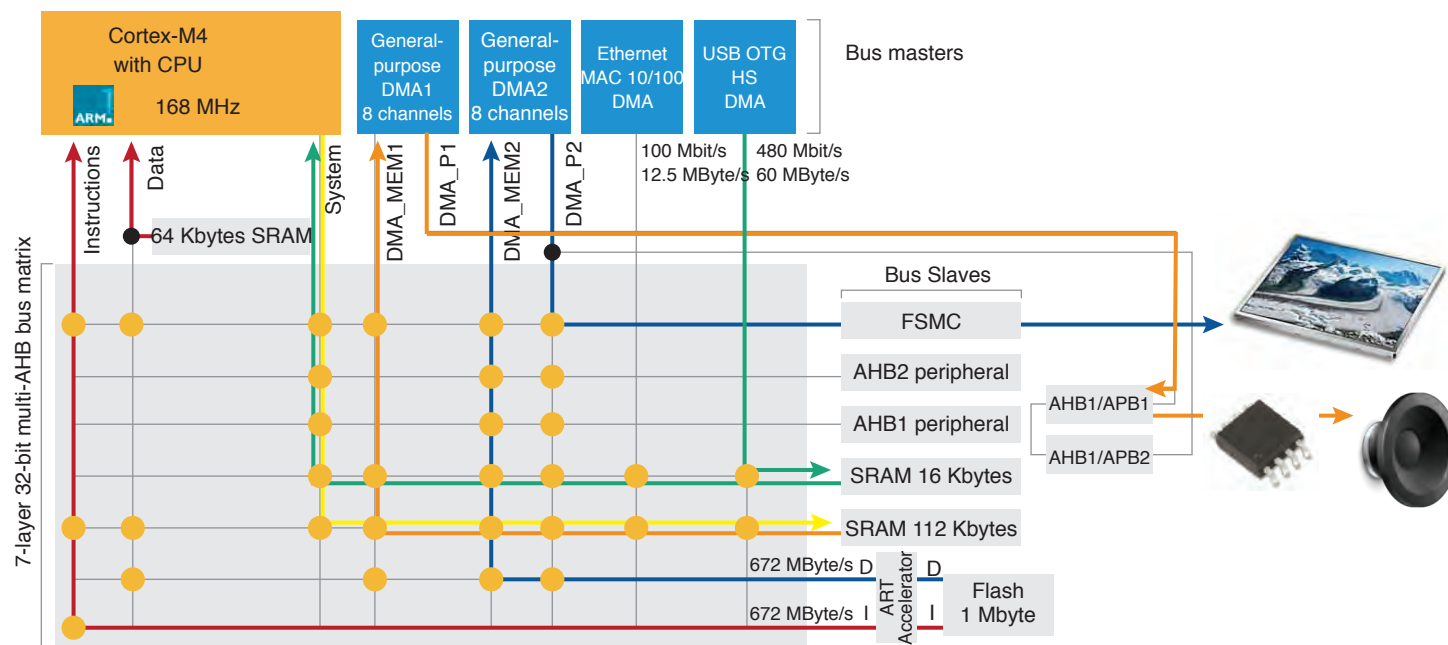 Cortex-M4
with CPU
ARM
168 MHz
General-
purpose
DMA1
8 channels
General-
purpose
DMA2
8 channels
Ethernet
MAC 10/100
DMA
USB OTG
HS
DMA
Bus masters
Instructions
Data
System
DMA_MEM1
DMA_P1
DMA_MEM2
DMA_P2
100 Mbit/s
12.5 MByte/s
480 Mbit/s
60 MByte/s
64 Kbytes SRAM
7-layer 32-bit multi-AHB bus matrix
Bus Slaves
FSMC
AHB2 peripheral
AHB1 peripheral
SRAM 16 Kbytes
SRAM 112 Kbytes
AHB1/APB1
AHB1/APB2
672 MByte/s D
D
672 MByte/s I
I
ART
Accelerator
Flash
1 Mbyte